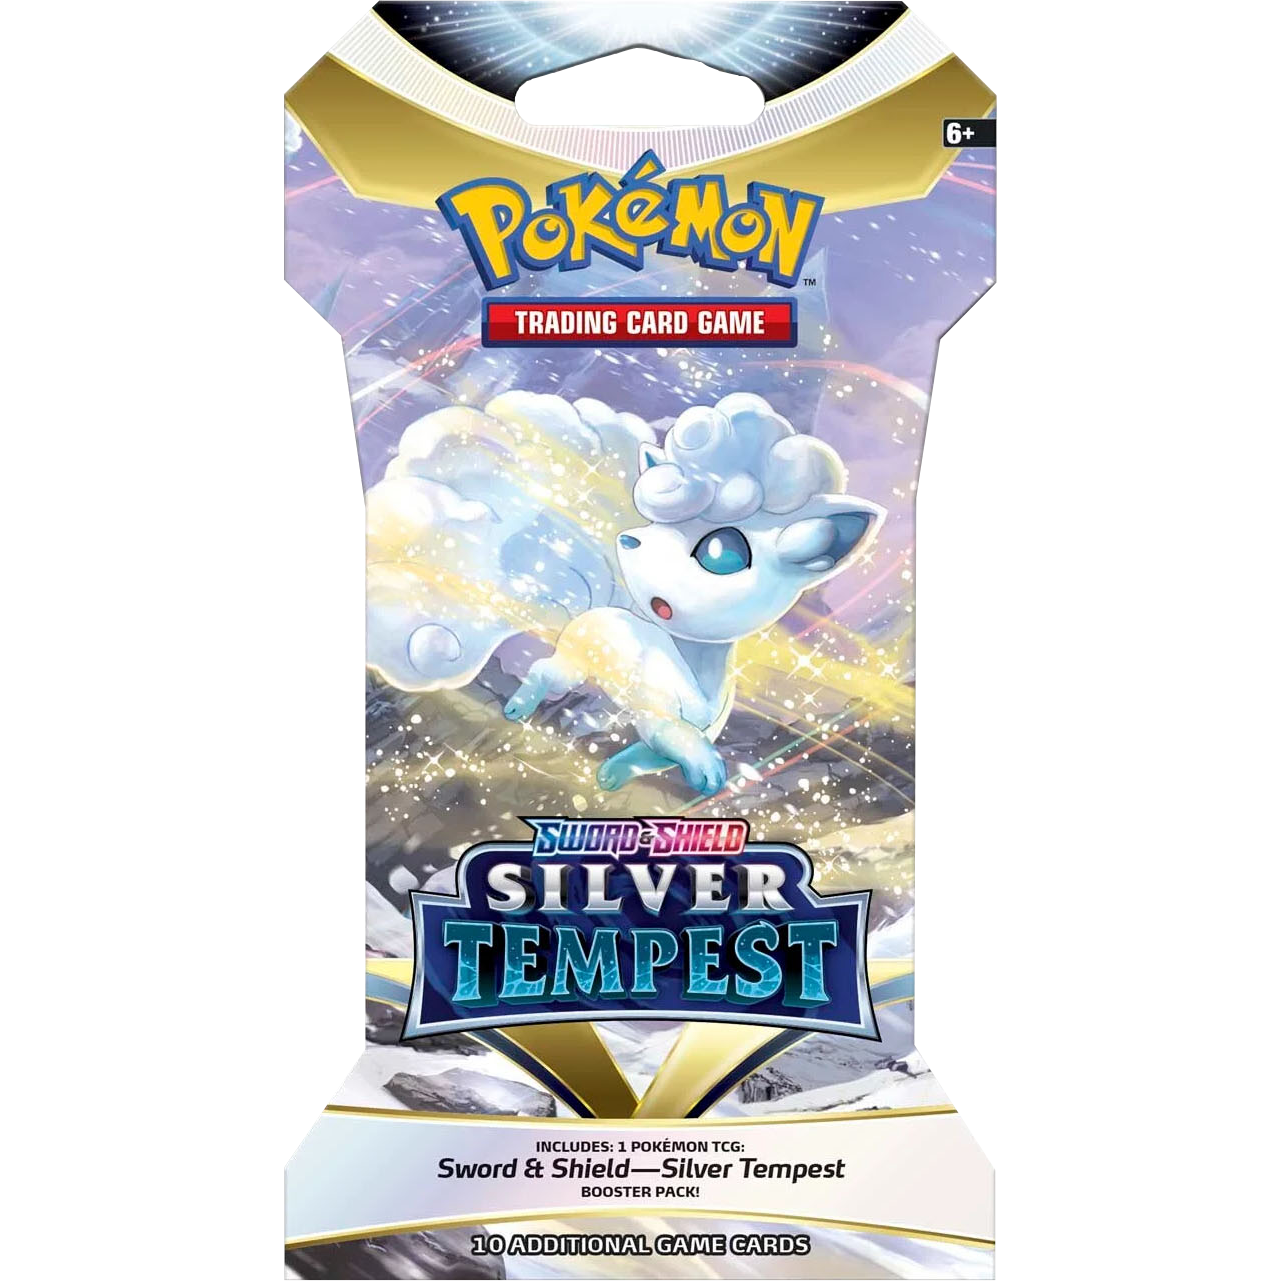 6+
POKéMON
™
TRADING CARD GAME
SWORD & SHIELD
SILVER
TEMPEST
INCLUDES: 1 POKÉMON TCG:
Sword & Shield—Silver Tempest
BOOSTER PACK!
10 ADDITIONAL GAME CARDS